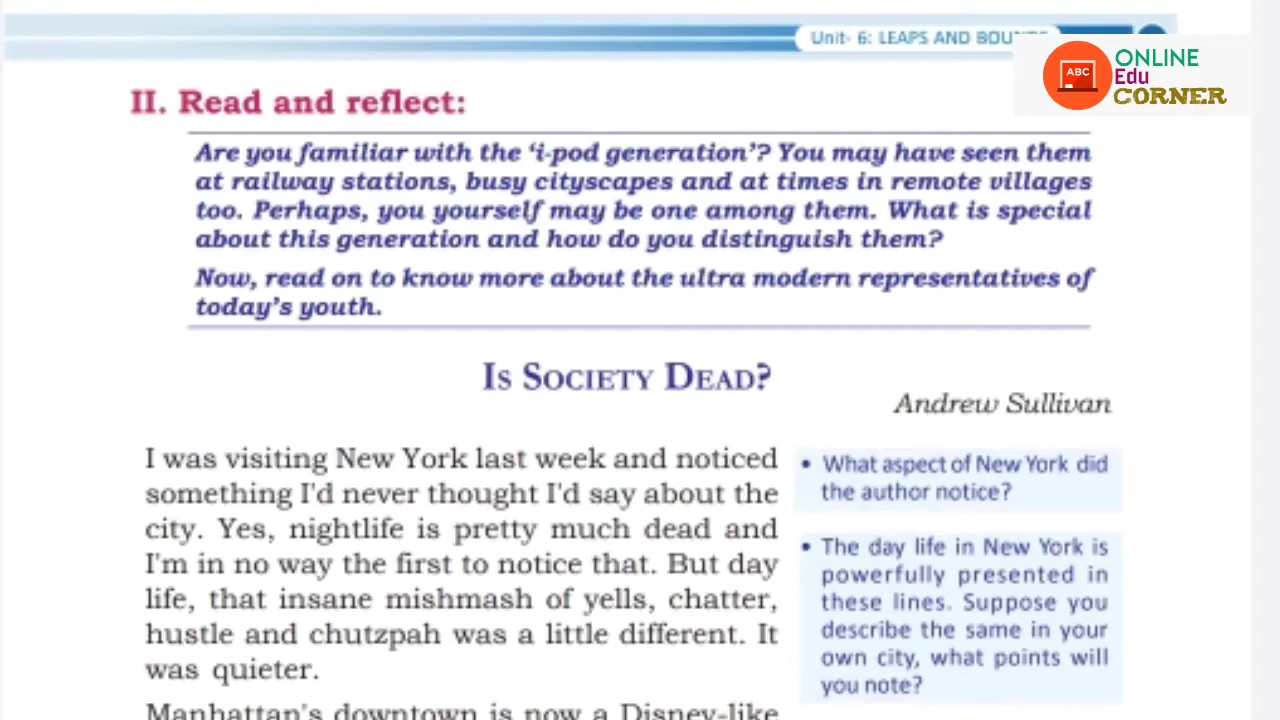 Unit- 6: LEAPS AND BOUNDS
ABC
ONLINE
Edu
CORNER
II. Read and reflect:
Are you familiar with the ‘i-pod generation’? You may have seen them
at railway stations, busy cityscapes and at times in remote villages
too. Perhaps, you yourself may be one among them. What is special
about this generation and how do you distinguish them?
Now, read on to know more about the ultra modern representatives of
today’s youth.
IS SOCIETY DEAD?
Andrew Sullivan
I was visiting New York last week and noticed
something I'd never thought I'd say about the
city. Yes, nightlife is pretty much dead and
I'm in no way the first to notice that. But day
life, that insane mishmash of yells, chatter,
hustle and chutzpah was a little different. It
was quieter.
Manhattan's downtown is now a Disney-like
• What aspect of New York did
the author notice?
• The day life in New York is
powerfully presented in
these lines. Suppose you
describe the same in your
own city, what points will
you note?